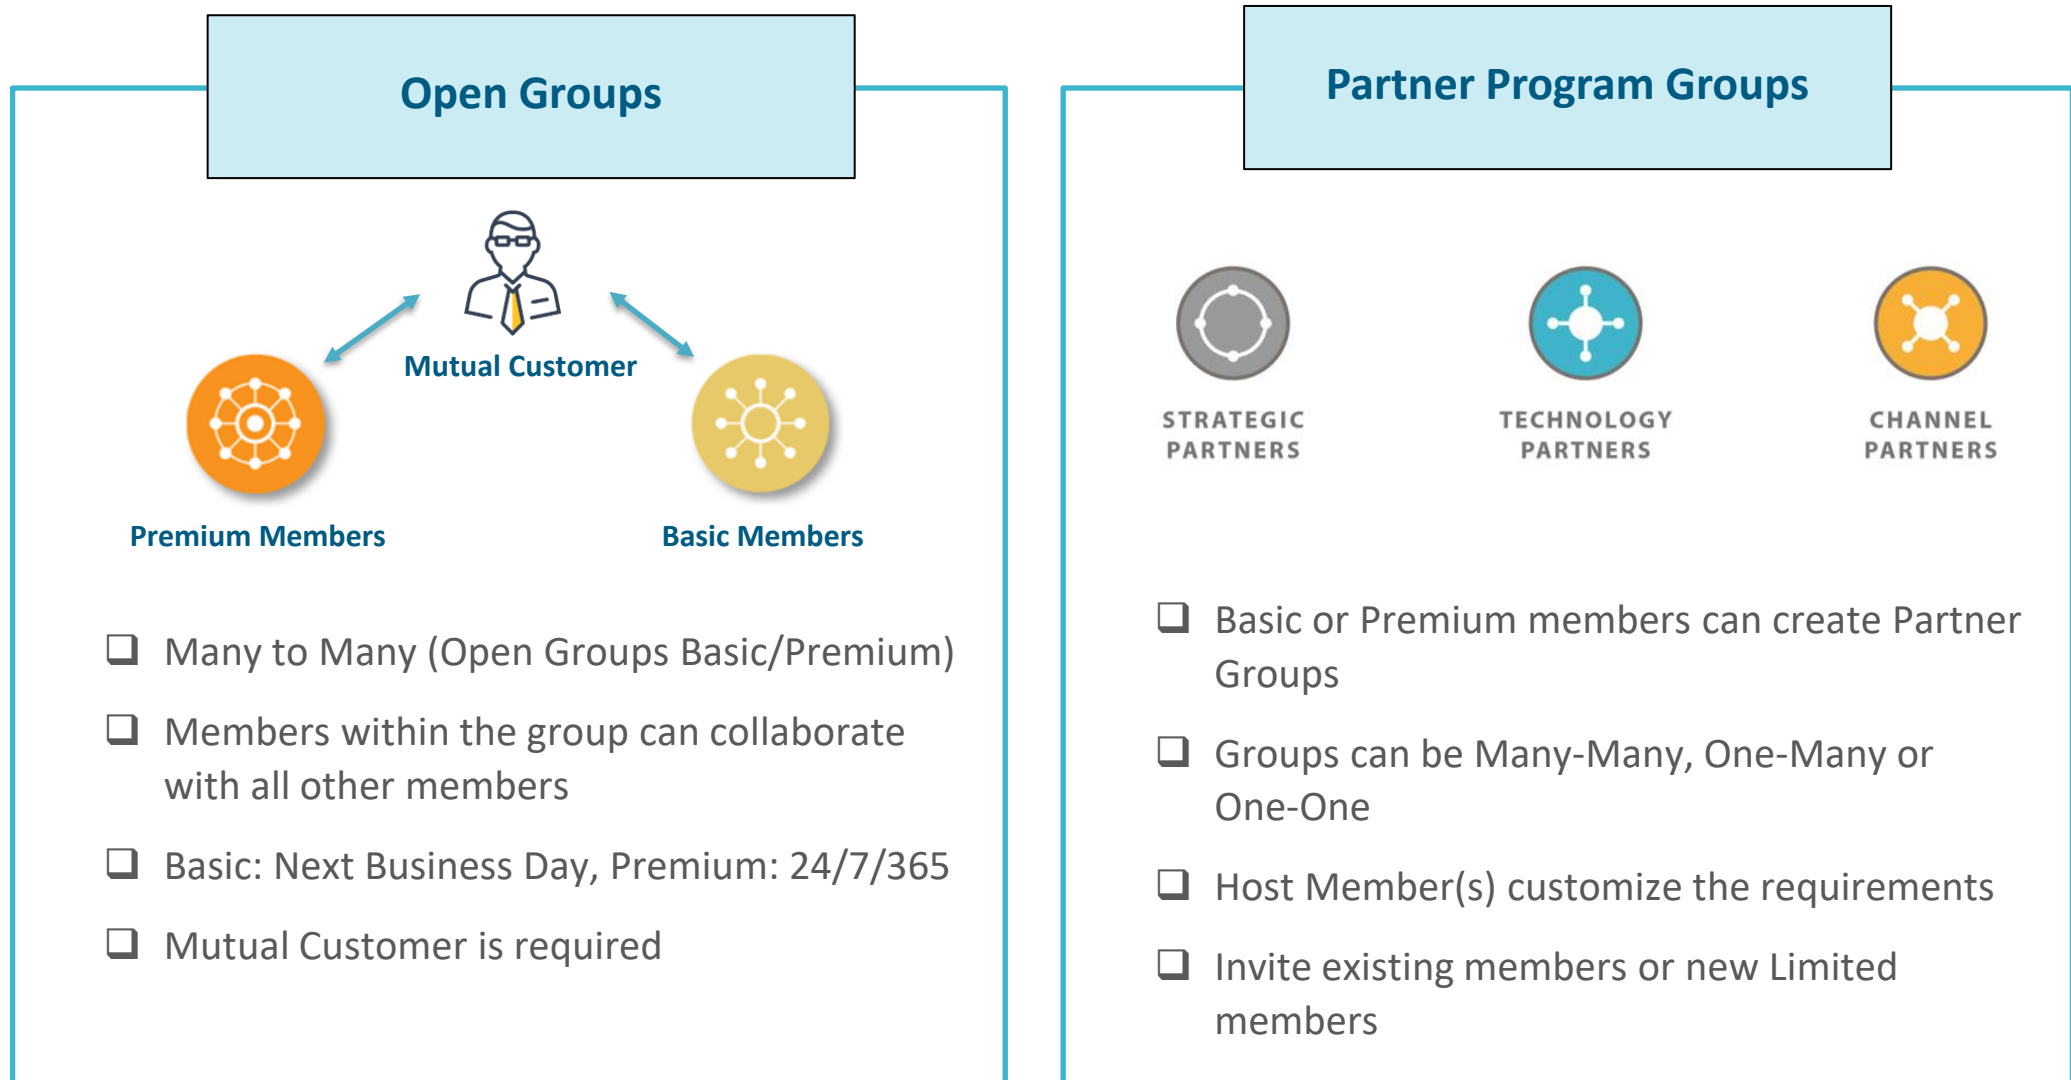 Open Groups
Mutual Customer
Premium Members
Basic Members
❑ Many to Many (Open Groups Basic/Premium)
❑ Members within the group can collaborate
with all other members
❑ Basic: Next Business Day, Premium: 24/7/365
❑ Mutual Customer is required
Partner Program Groups
STRATEGIC
PARTNERS
TECHNOLOGY
PARTNERS
CHANNEL
PARTNERS
❑ Basic or Premium members can create Partner
Groups
❑ Groups can be Many-Many, One-Many or
One-One
❑ Host Member(s) customize the requirements
❑ Invite existing members or new Limited
members